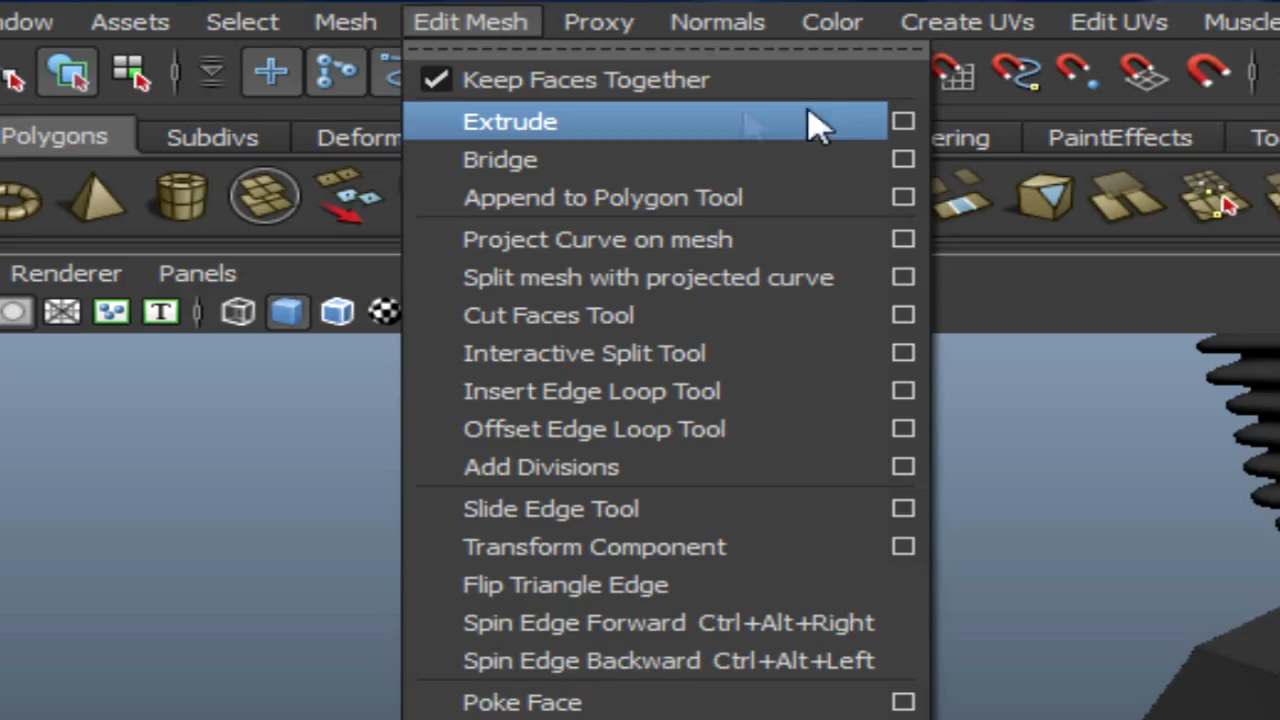 ndow Assets Select Mesh Edit Mesh Proxy Normals Color Create UVs Edit UVs Muscle
Keep Faces Together
Extrude
Polygons Subdivs Deform ering PaintEffects To
Bridge
Append to Polygon Tool
Project Curve on mesh
Renderer Panels
Split mesh with projected curve
T
Cut Faces Tool
Interactive Split Tool
Insert Edge Loop Tool
Offset Edge Loop Tool
Add Divisions
Slide Edge Tool
Transform Component
Flip Triangle Edge
Spin Edge Forward Ctrl+Alt+Right
Spin Edge Backward Ctrl+Alt+Left
Poke Face